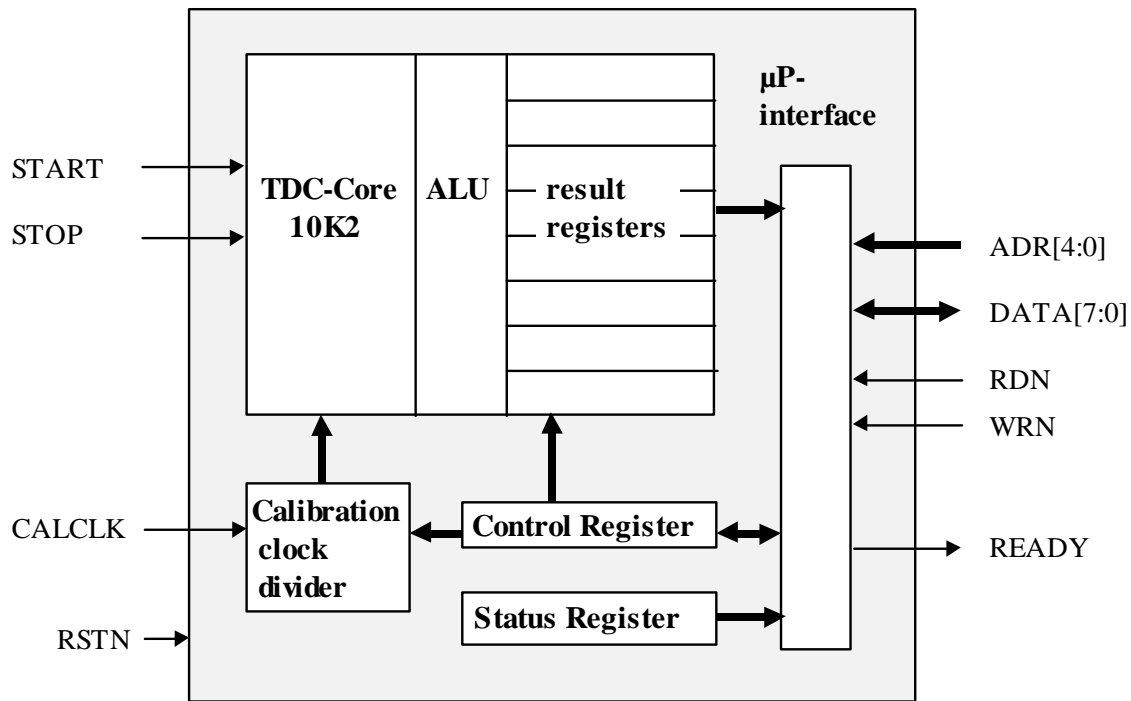 µP-
interface
START
STOP
TDC-Core
10K2
ALU
result
registers
ADR[4:0]
DATA[7:0]
RDN
WRN
CALCLK
Calibration
clock
divider
Control Register
READY
RSTN
Status Register